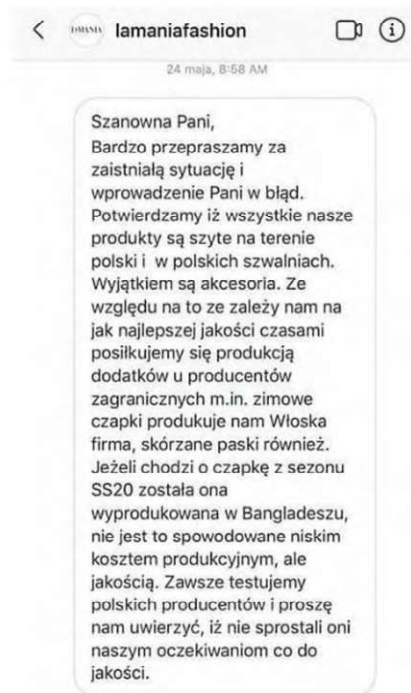 lamaniafashion
24 maja, 8:58 AM
Szanowna Pani,
Bardzo przepraszamy za
zaistniałą sytuację i
wprowadzenie Pani w błąd.
Potwierdzamy iż wszystkie nasze
produkty są szyte na terenie
polski i w polskich szwalniach.
Wyjątkiem są akcesoria. Ze
względu na to ze zależy nam na
jak najlepszej jakości czasami
posiłkujemy się produkcją
dodatków u producentów
zagranicznych m.in. zimowe
czapki produkuje nam Włoska
firma, skórzane paski również.
Jeżeli chodzi o czapkę z sezonu
SS20 została ona
wyprodukowana w Bangladeszu,
nie jest to spowodowane niskim
kosztem produkcyjnym, ale
jakością. Zawsze testujemy
polskich producentów i proszę
nam uwierzyć, iż nie sprostali oni
naszym oczekiwaniom co do
jakości.